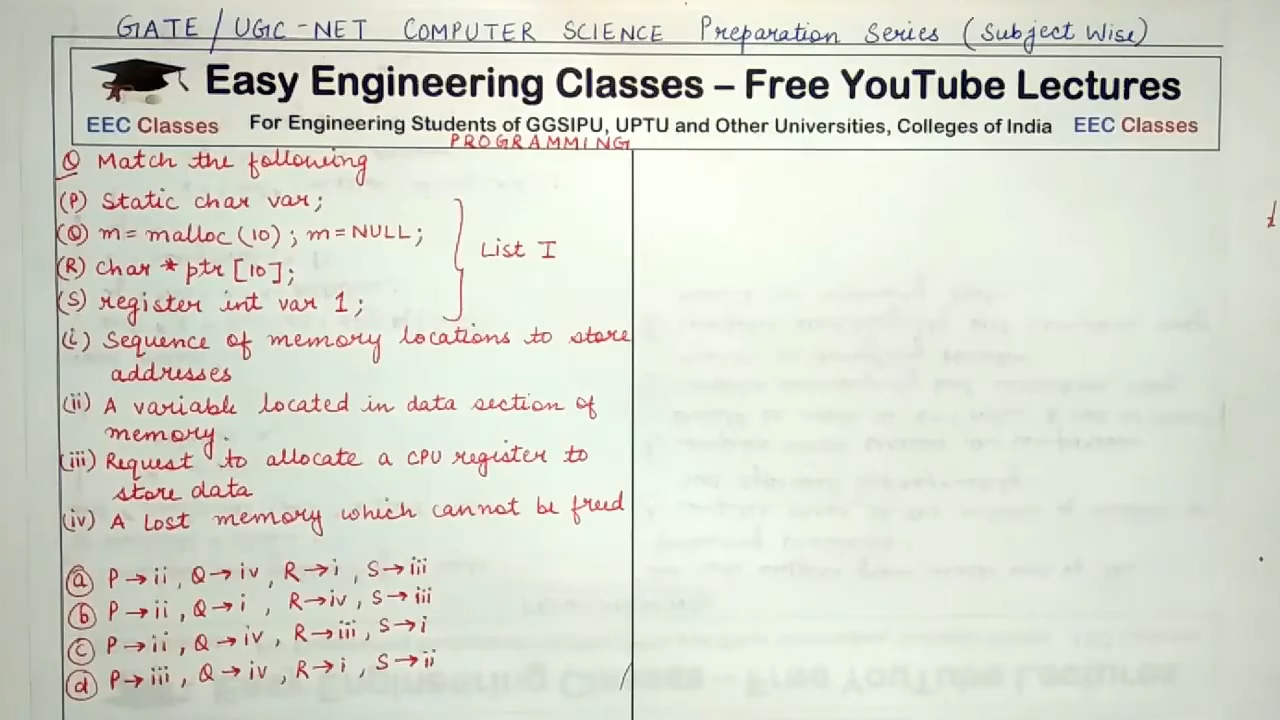 GATE / UGC-NET COMPUTER SCIENCE Preparation Series (Subject Wise)
Easy Engineering Classes – Free YouTube Lectures
EEC Classes For Engineering Students of GGSIPU, UPTU and Other Universities, Colleges of India EEC Classes
PROGRAMMING
Q Match the following
(P) Static char var;
(Q) m = malloc (10) ; m = NULL;
(R) char * ptr [10];
(S) register int var 1;
List I
(i) Sequence of memory locations to store
addresses
(ii) A variable located in data section of
memory.
(iii) Request to allocate a CPU register to
store data
(iv) A Lost memory which cannot be freed
(a) P→ii, Q→iv, R→i, S→iii
(b) P→ii, Q→i, R→iv, S→iii
(c) P→ii, Q→iv, R→iii, S→i
(d) P→iii, Q→iv, R→i, S→ii